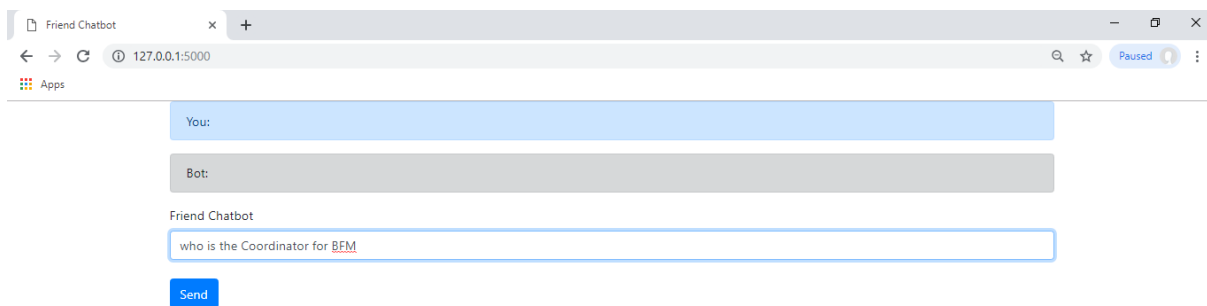 Friend Chatbot
127.0.0.1:5000
Paused
Apps
You:
Bot:
Friend Chatbot
who is the Coordinator for BFM
Send